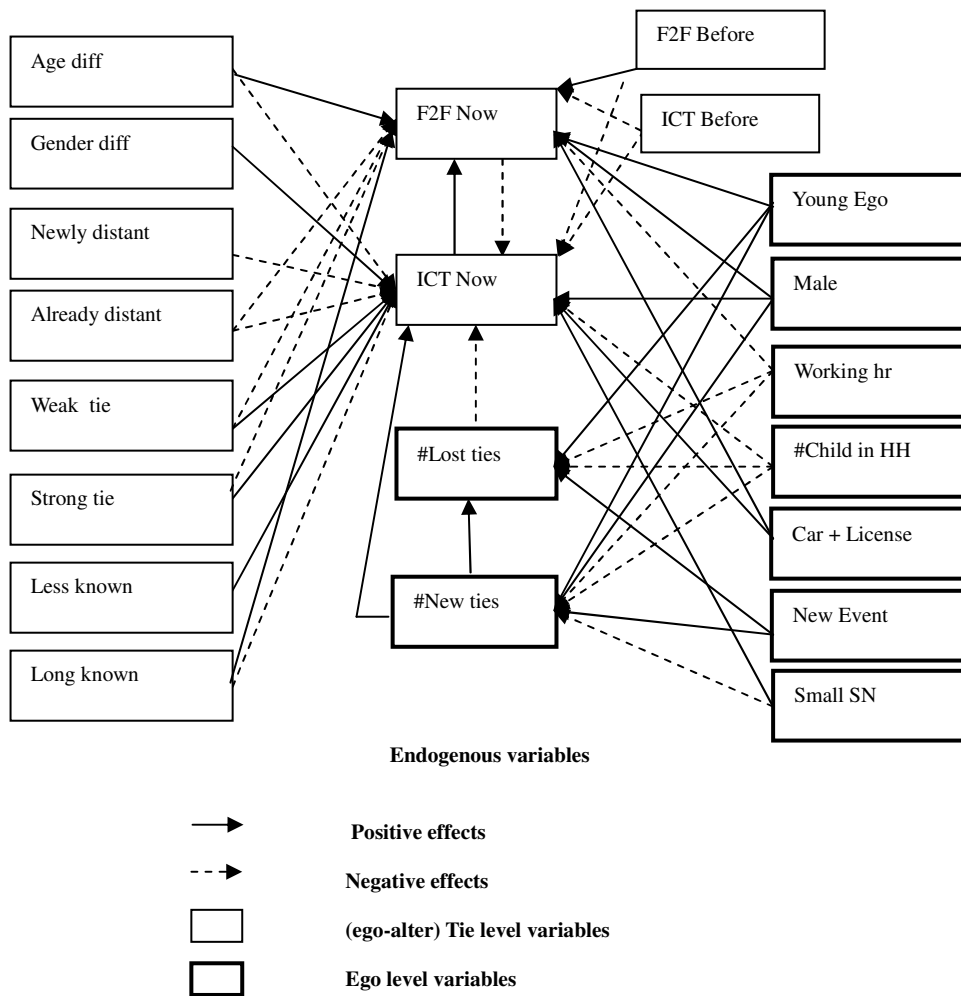 F2F Before
Age diff
F2F Now
ICT Before
Gender diff
Young Ego
Newly distant
ICT Now
Male
Already distant
Working hr
Weak tie
#Lost ties
#Child in HH
Strong tie
Car + License
Less known
#New ties
New Event
Long known
Small SN
Endogenous variables
Positive effects
Negative effects
(ego-alter) Tie level variables
Ego level variables